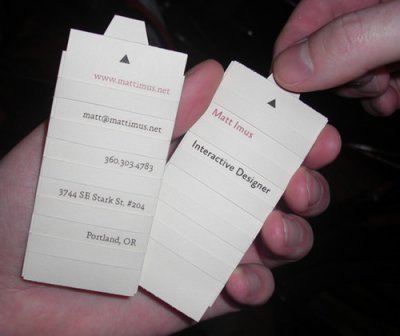 www.mattimus.net
matt@mattimus.net
360.303.4783
3744 SE Stark St. #204
Portland, OR
Matt Imus
Interactive Designer